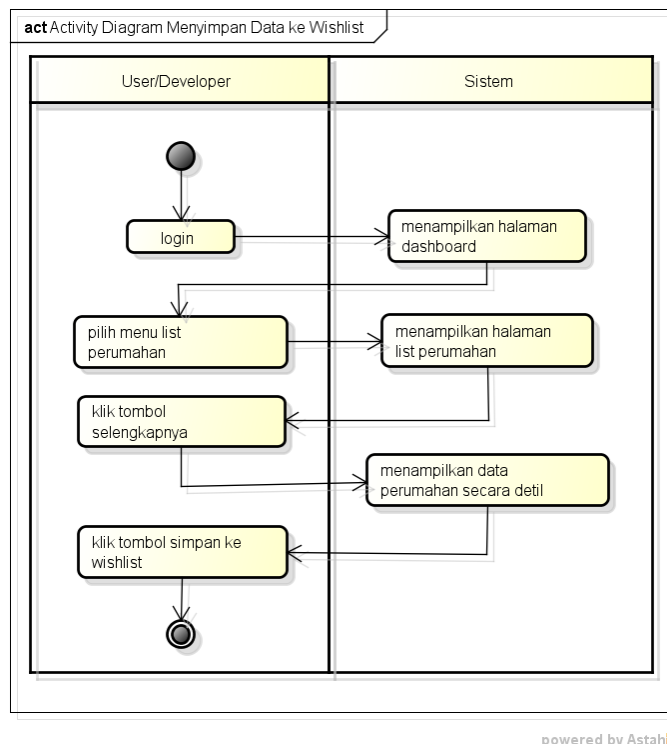 act Activity Diagram Menyimpan Data ke Wishlist
User/Developer
Sistem
login
menampilkan halaman
dashboard
pilih menu list
perumahan
menampilkan halaman
list perumahan
klik tombol
selengkapnya
menampilkan data
perumahan secara detil
klik tombol simpan ke
wishlist
powered by Astah